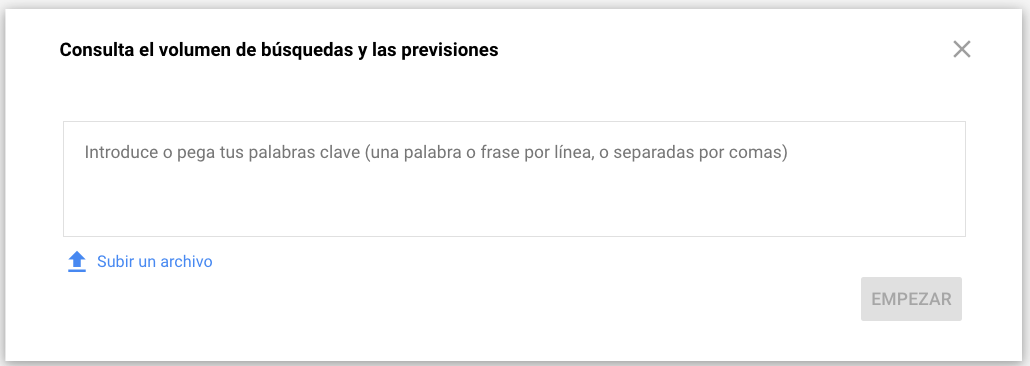 Consulta el volumen de búsquedas y las previsiones
Introduce o pega tus palabras clave (una palabra o frase por línea, o separadas por comas)
Subir un archivo
EMPEZAR